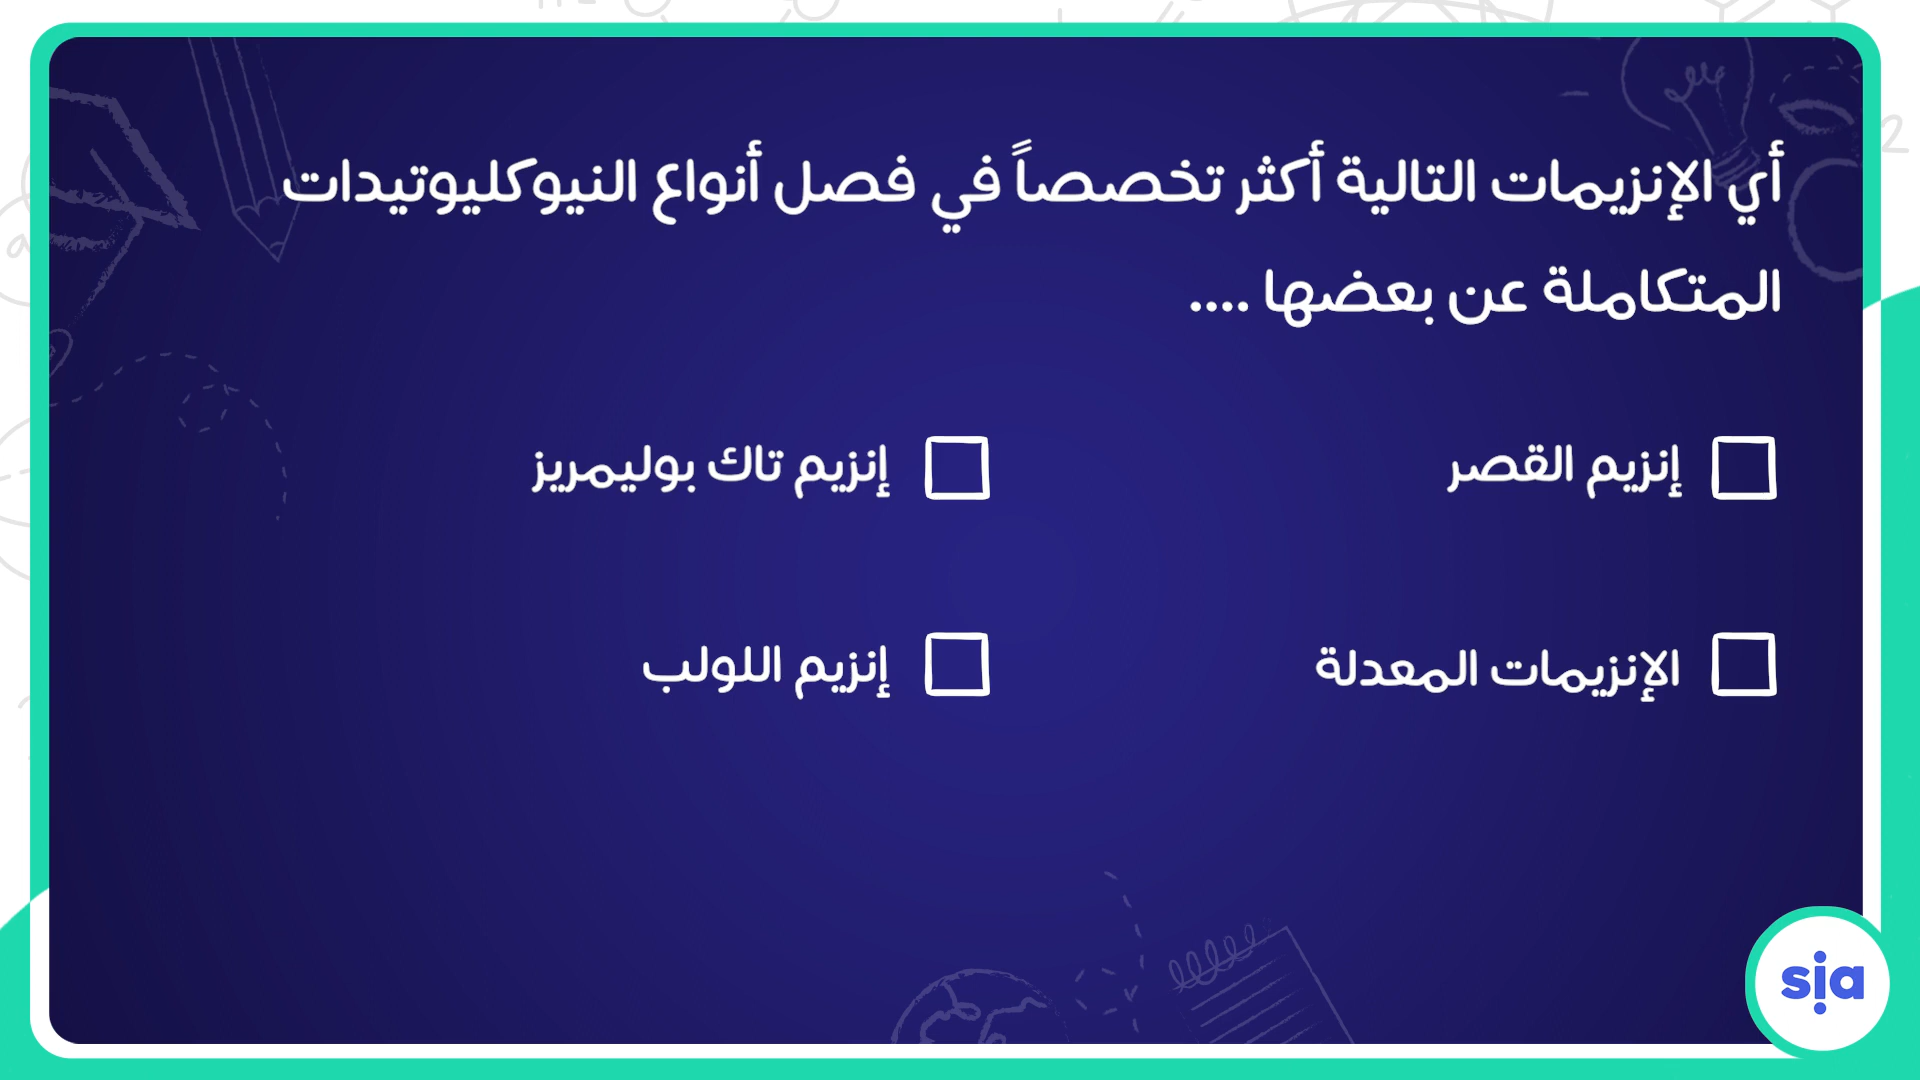 أي الإنزيمات التالية أكثر تخصصاً في فصل أنواع النيوكليوتيدات
المتكاملة عن بعضها ....
إنزيم القصر
إنزيم تاك بوليمريز
الإنزيمات المعدلة
إنزيم اللولب
sia